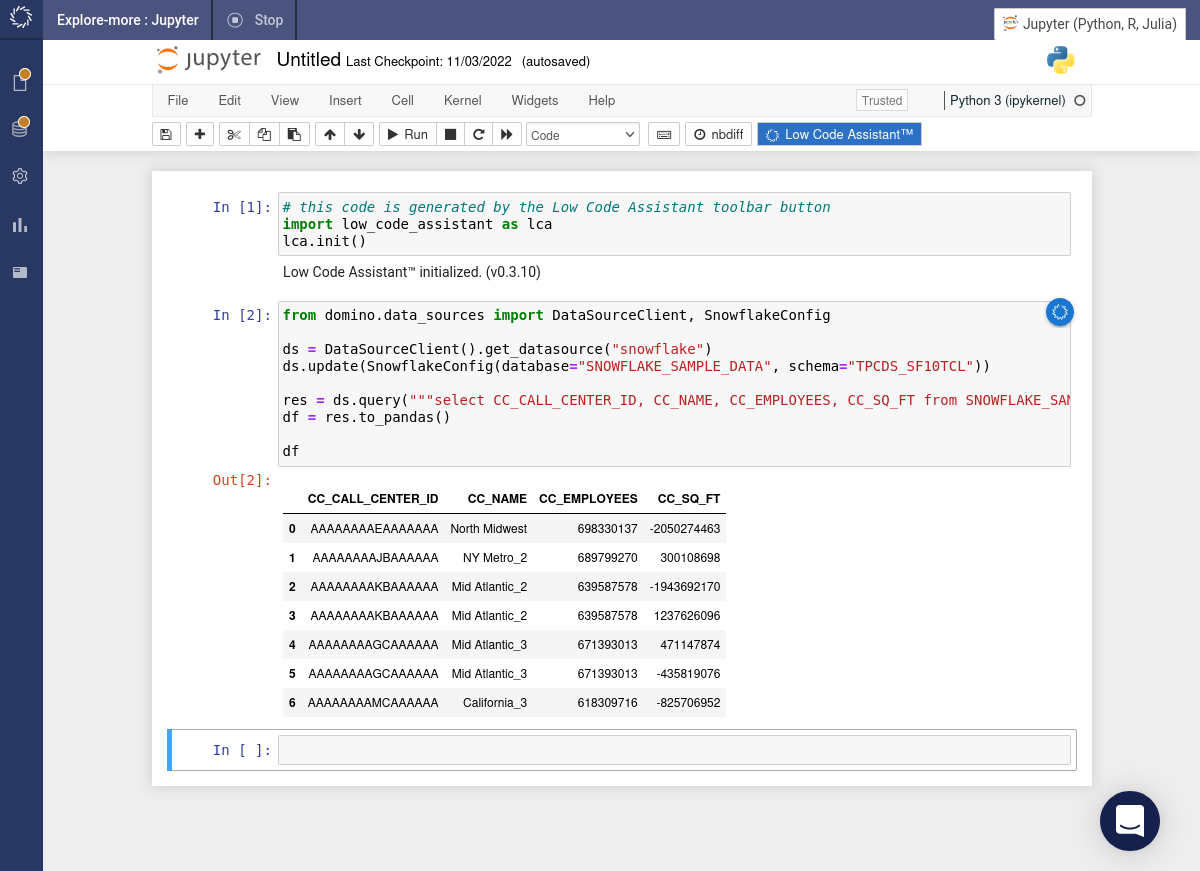 Explore-more : Jupyter Stop
Jupyter (Python, R, Julia)
jupyter Untitled Last Checkpoint: 11/03/2022 (autosaved)
File Edit View Insert Cell Kernel Widgets Help Trusted Python 3 (ipykernel)
Run Code nbdiff Low Code Assistant™
In [1]: # this code is generated by the Low Code Assistant toolbar button
import low_code_assistant as lca
lca.init()
Low Code Assistant™ initialized. (v0.3.10)
In [2]: from domino.data_sources import DataSourceClient, SnowflakeConfig
ds = DataSourceClient().get_datasource("snowflake")
ds.update(SnowflakeConfig(database="SNOWFLAKE_SAMPLE_DATA", schema="TPCDS_SF10TCL"))
res = ds.query("""select CC_CALL_CENTER_ID, CC_NAME, CC_EMPLOYEES, CC_SQ_FT from SNOWFLAKE_SAM
df = res.to_pandas()
df
Out[2]:
CC_CALL_CENTER_ID CC_NAME CC_EMPLOYEES CC_SQ_FT
0 AAAAAAAAEAAAAAAA North Midwest 698330137 -2050274463
1 AAAAAAAAJBAAAAAA NY Metro_2 689799270 300108698
2 AAAAAAAAKBAAAAAA Mid Atlantic_2 639587578 -1943692170
3 AAAAAAAAKBAAAAAA Mid Atlantic_2 639587578 1237626096
4 AAAAAAAAGCAAAAAA Mid Atlantic_3 671393013 471147874
5 AAAAAAAAGCAAAAAA Mid Atlantic_3 671393013 -435819076
6 AAAAAAAAMCAAAAAA California_3 618309716 -825706952
In [ ]: